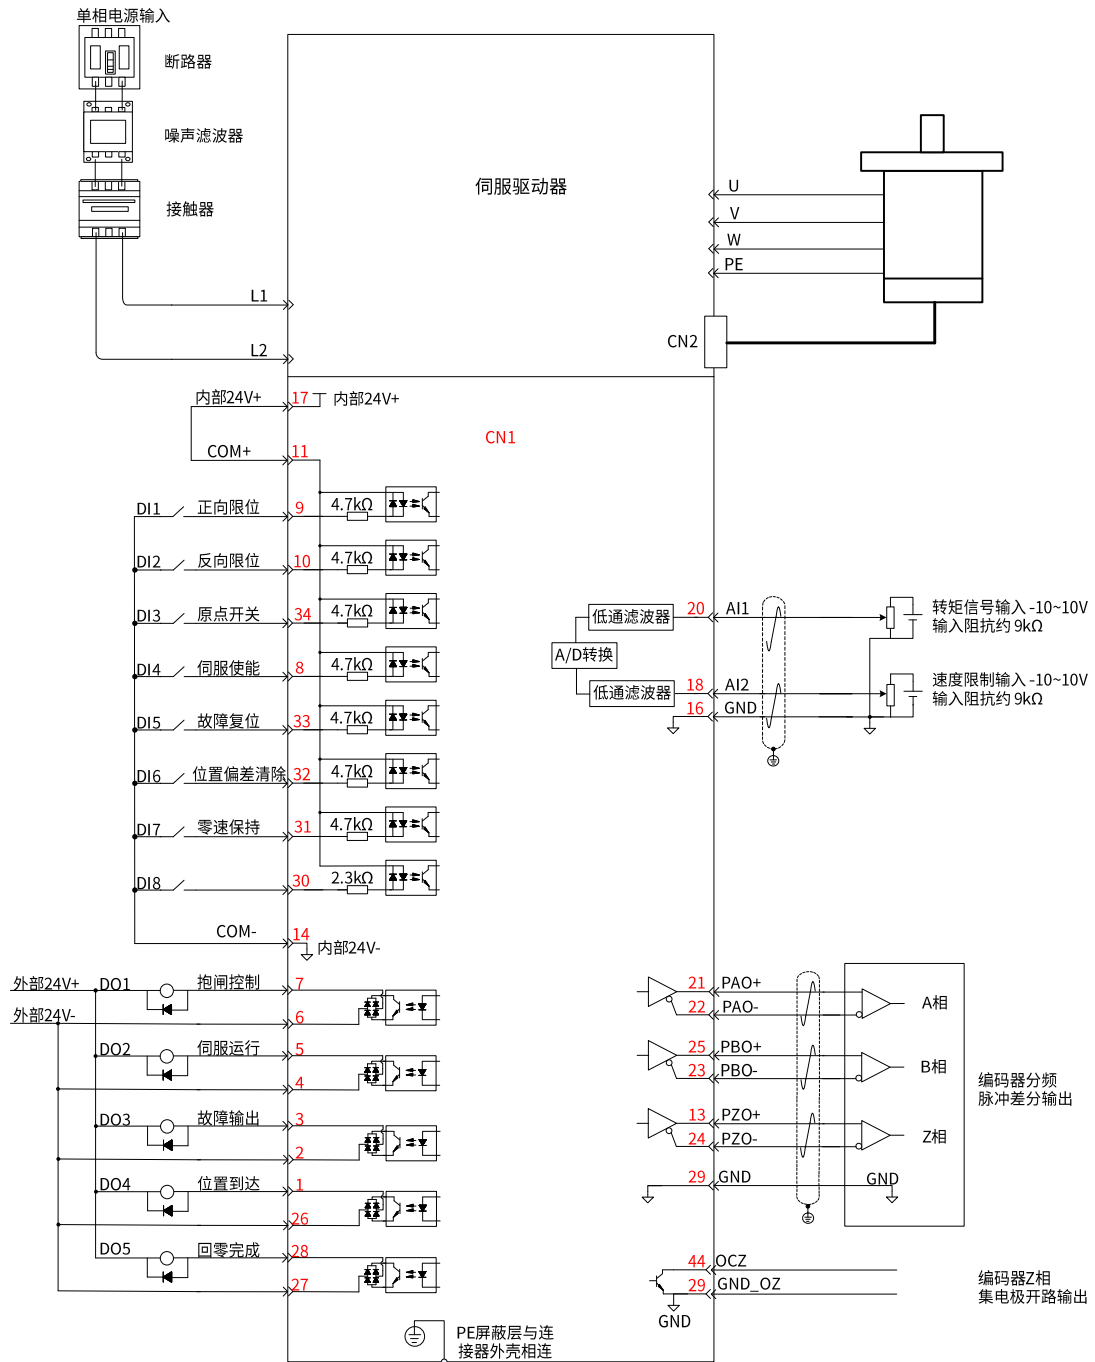 单相电源输入
断路器
噪声滤波器
接触器
伺服驱动器
U
V
W
PE
L1
L2
CN2
内部24V+
17
内部24V+
CN1
COM+
11
DI1
正向限位
9
4.7kΩ
DI2
反向限位
10
4.7kΩ
DI3
原点开关
34
4.7kΩ
DI4
伺服使能
8
4.7kΩ
DI5
故障复位
33
4.7kΩ
DI6
位置偏差清除
32
4.7kΩ
DI7
零速保持
31
4.7kΩ
DI8
30
2.3kΩ
COM-
14
内部24V-
低通滤波器
20
AI1
转矩信号输入 -10~10V
输入阻抗约 9kΩ
A/D转换
低通滤波器
18
AI2
速度限制输入 -10~10V
输入阻抗约 9kΩ
16
GND
外部24V+
DO1
抱闸控制
7
外部24V-
6
DO2
伺服运行
5
4
DO3
故障输出
3
2
DO4
位置到达
1
26
DO5
回零完成
28
27
21
PAO+
22
PAO-
A相
25
PBO+
23
PBO-
B相
13
PZO+
24
PZO-
Z相
29
GND
GND
编码器分频
脉冲差分输出
44
OCZ
29
GND_OZ
GND
编码器Z相
集电极开路输出
PE屏蔽层与连
接器外壳相连